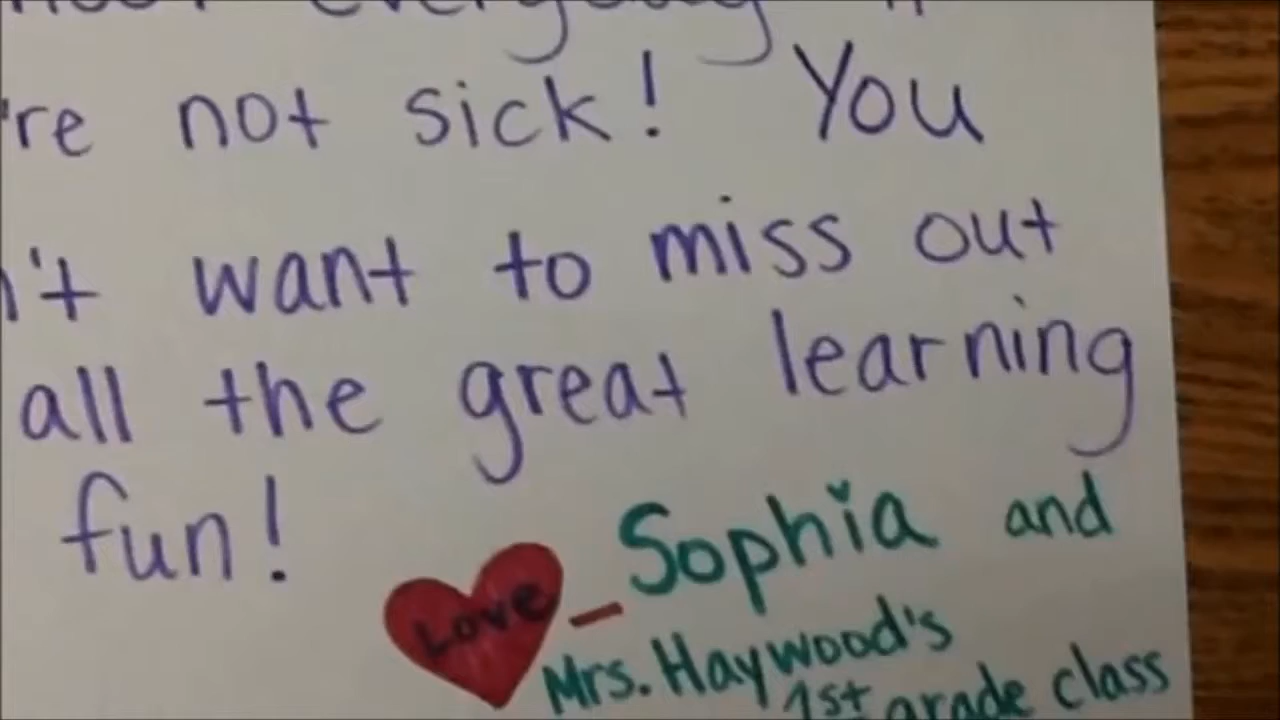 're not sick! You
't want to miss out
all the great learning
fun!
Love - Sophia and
Mrs. Haywood's
1st grade class